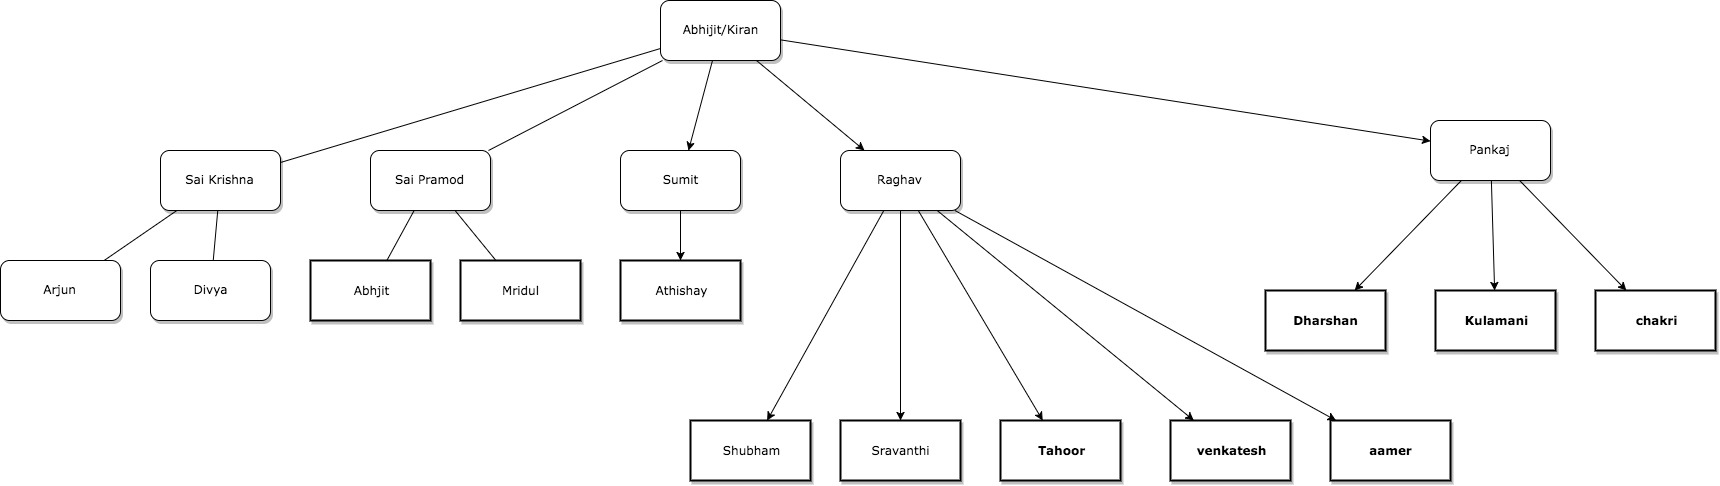 Abhijit/Kiran
Pankaj
Sai Krishna
Sai Pramod
Sumit
Raghav
Arjun
Divya
Abhjit
Mridul
Athishay
Dharshan
Kulamani
chakri
Shubham
Sravanthi
Tahoor
venkatesh
aamer